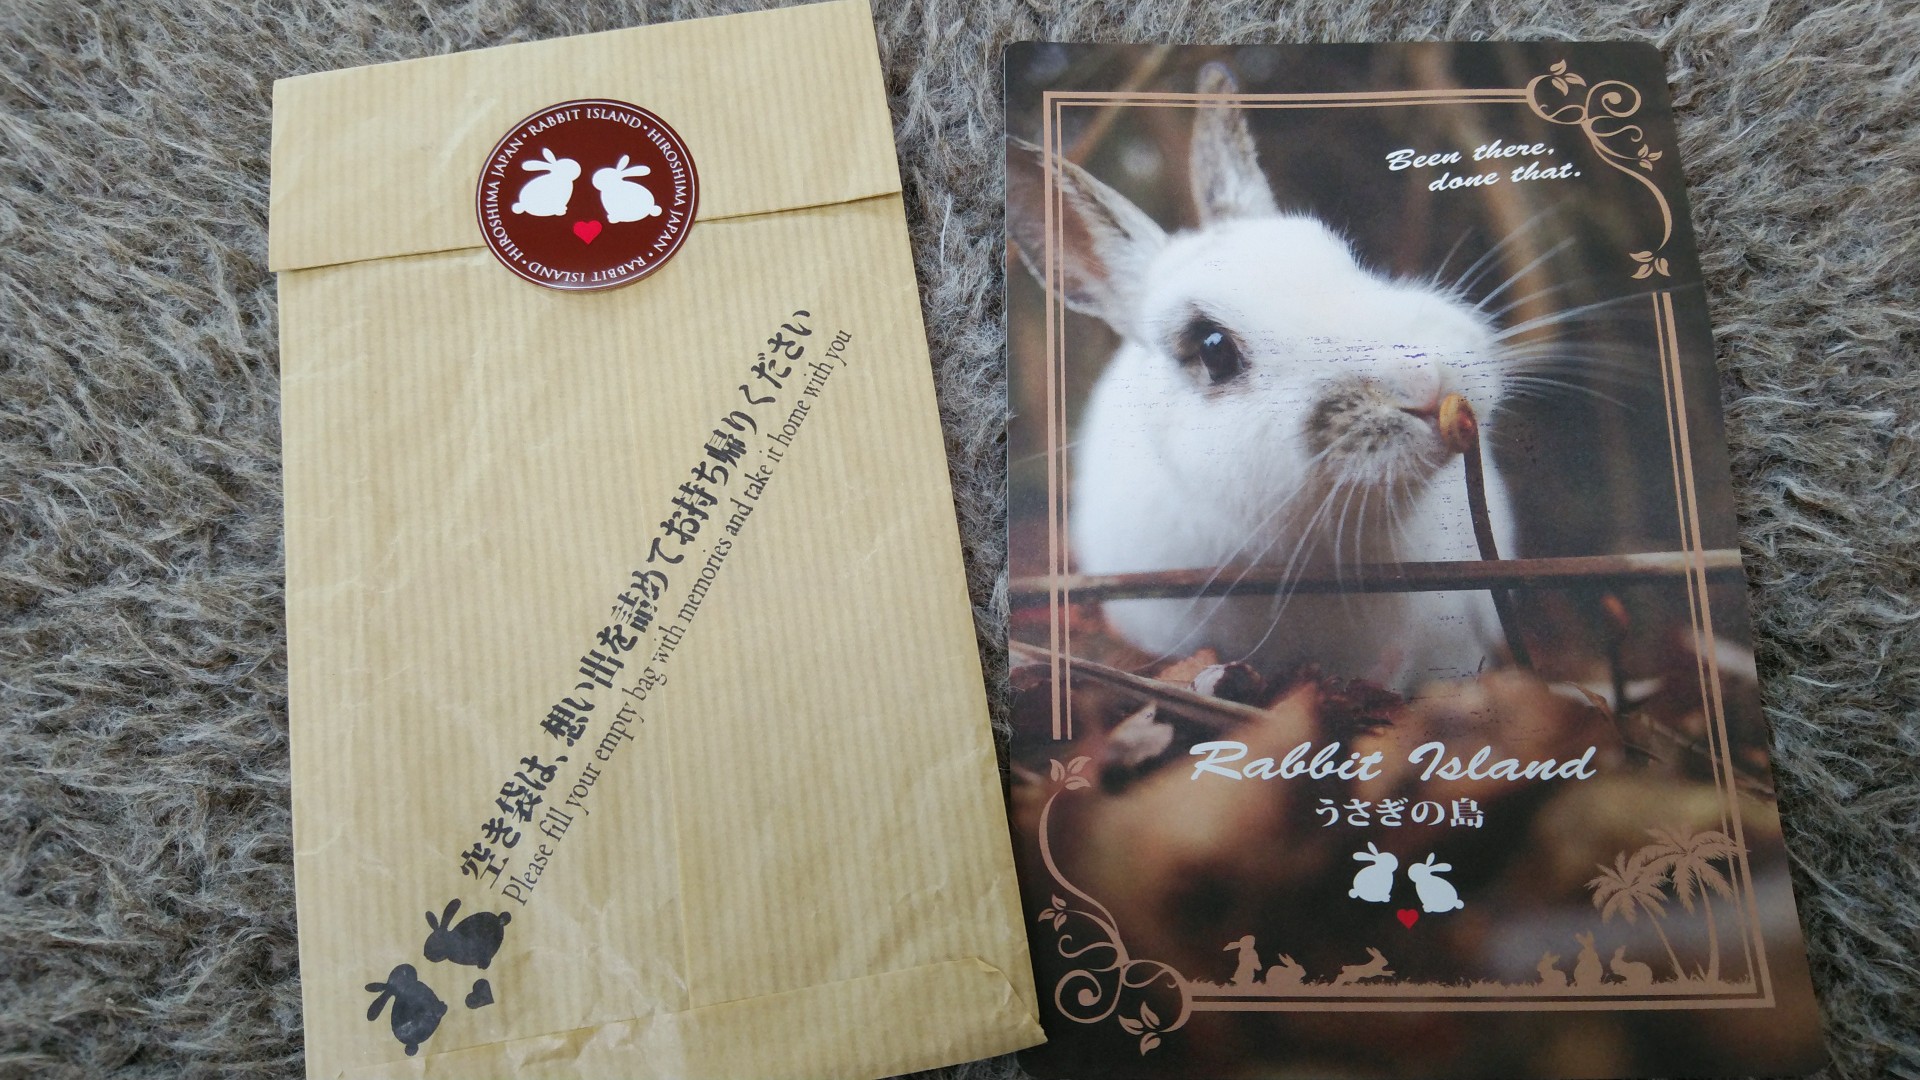 RABBIT ISLAND・HIROSHIMA JAPAN・RABBIT ISLAND・HIROSHIMA JAPAN・
空き袋は、想い出を詰めてお持ち帰りください
Please fill your empty bag with memories and take it home with you
Been there,
done that.
Rabbit Island
うさぎの島